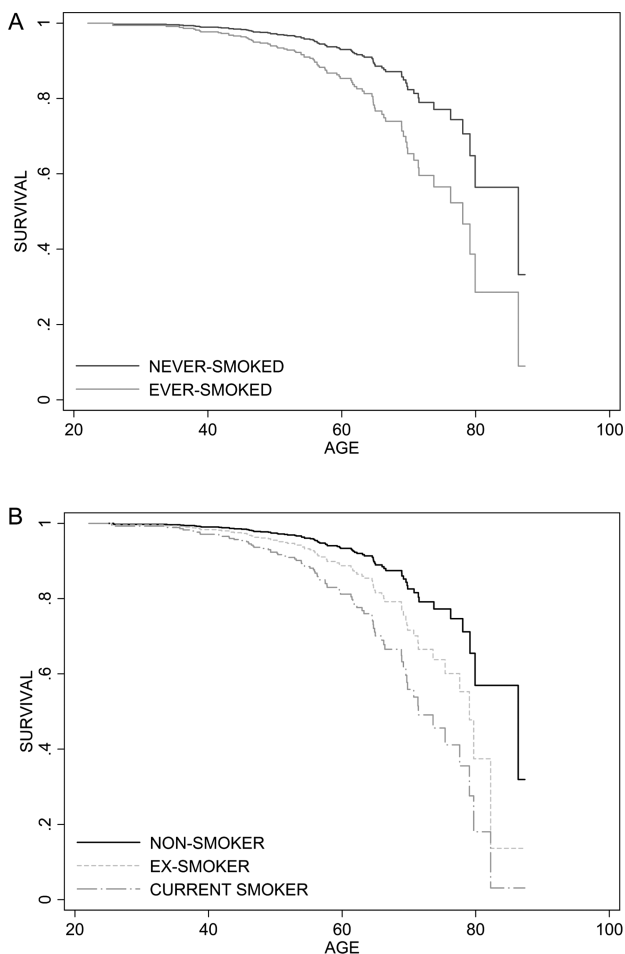 A
SURVIVAL
1
.8
.6
.4
.2
0
NEVER-SMOKED
EVER-SMOKED
20 40 60 80 100
AGE
B
SURVIVAL
1
.8
.6
.4
.2
0
NON-SMOKER
EX-SMOKER
CURRENT SMOKER
20 40 60 80 100
AGE